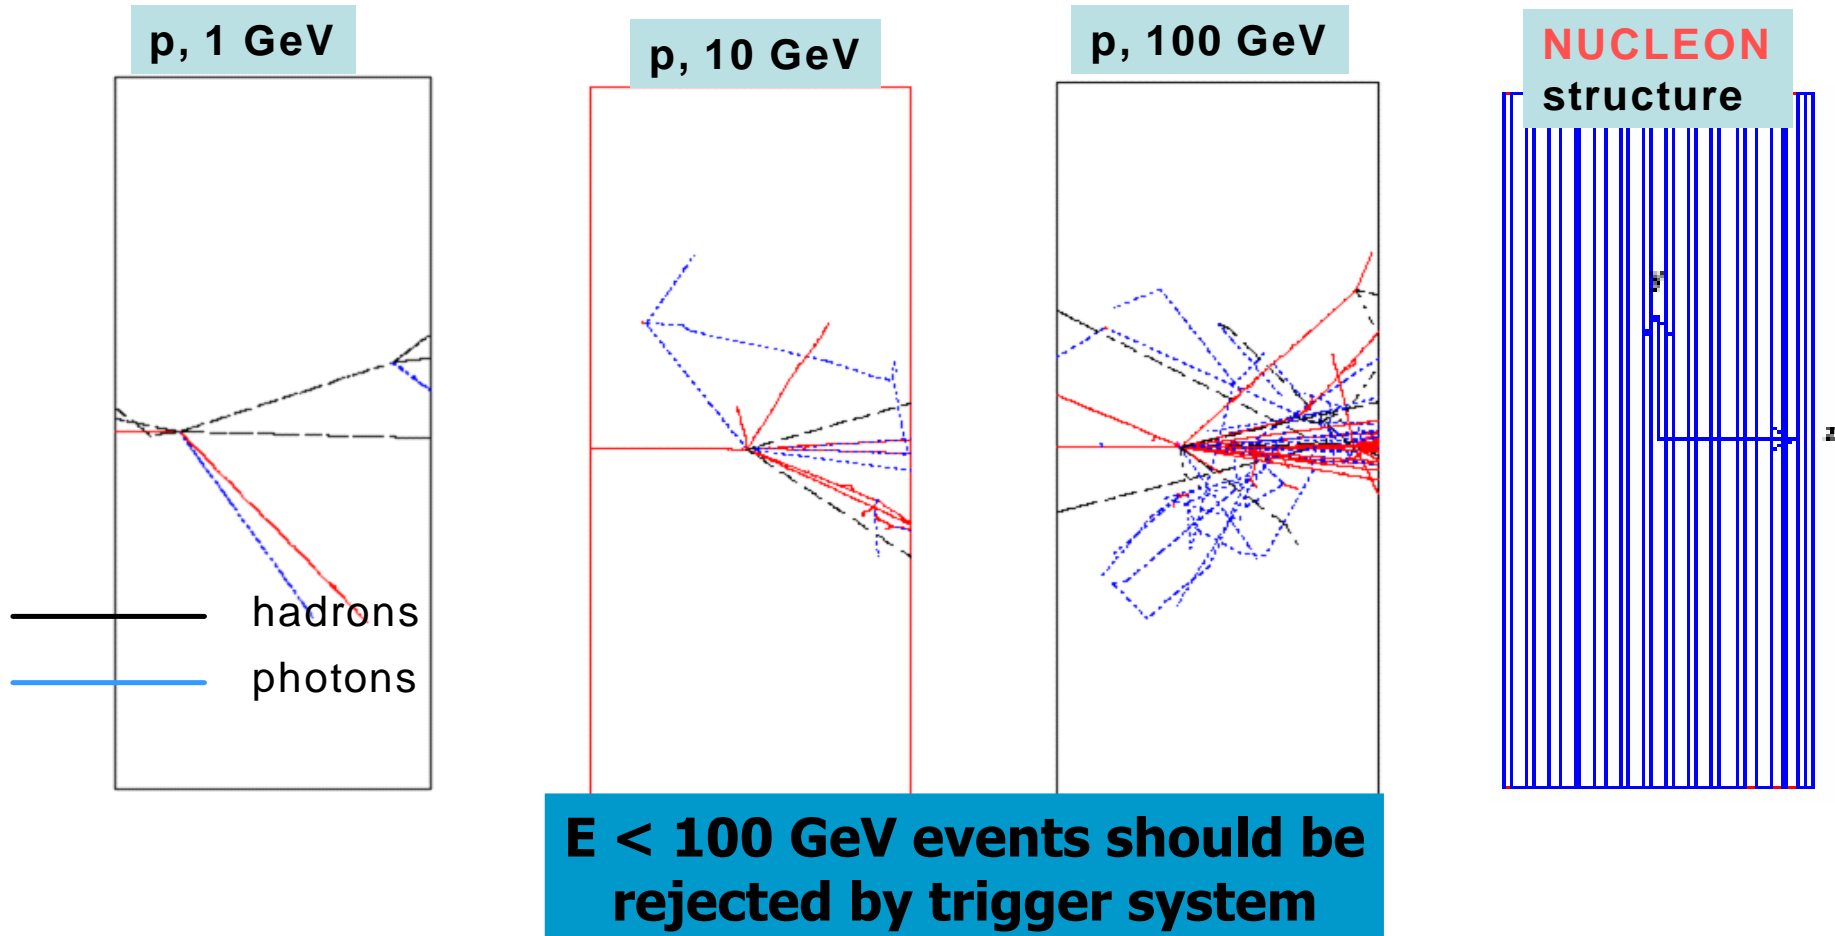 p, 1 GeV
p, 10 GeV
p, 100 GeV
NUCLEON
structure
hadrons
photons
E < 100 GeV events should be
rejected by trigger system